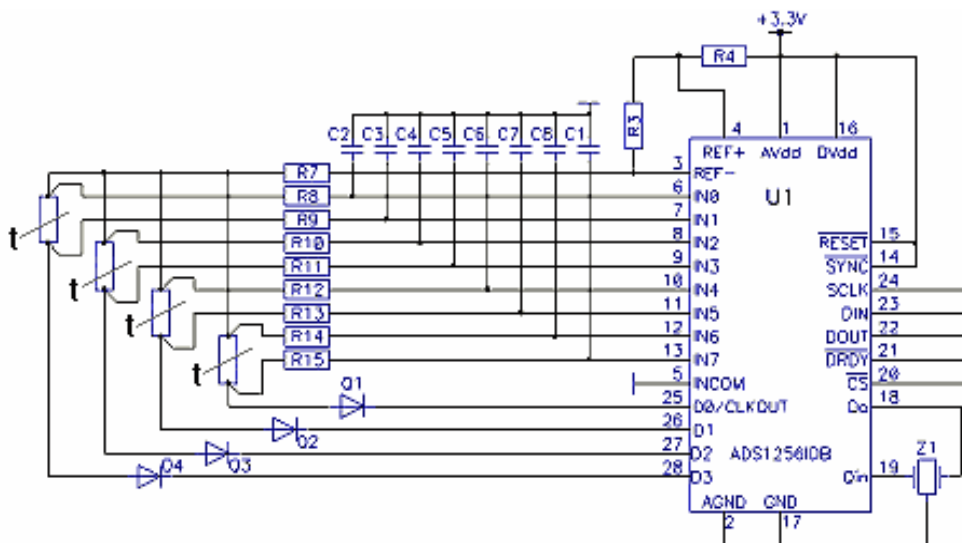 +3.3V
R4
R3
C2 C3 C4 C5 C6 C7 C8 C1
4 1 16
REF+ AVdd DVdd
U1
R7 3 REF-
R8 6 IN0
R9 7 IN1
R10 8 IN2 RESET 15
R11 9 IN3 SYNC 14
R12 10 IN4 SCLK 24
R13 11 IN5 DIN 23
R14 12 IN6 DOUT 22
R15 13 IN7 DRDY 21
5 INCOM CS 20
Q1 25 D0/CLKOUT Qo 18
Q2 26 D1
Q3 27 D2 ADS1256IDB
Q4 28 D3 Qin 19 Z1
AGND GND
2 17
t
t
t
t